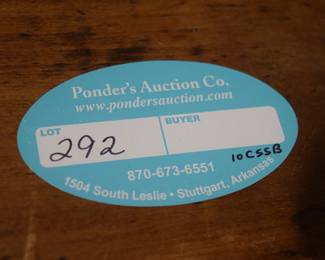 Ponder's Auction Co.
www.pondersauction.com
LOT
BUYER
292
870-673-6551
10CSSB
1504 South Leslie • Stuttgart, Arkansas